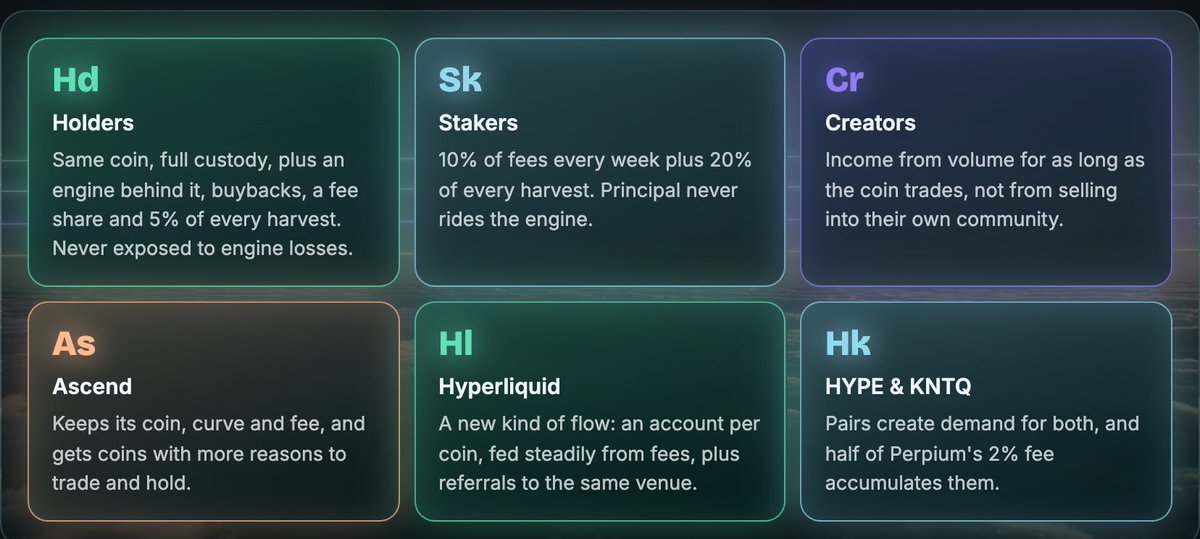 Hd
Holders
Same coin, full custody, plus an
engine behind it, buybacks, a fee
share and 5% of every harvest.
Never exposed to engine losses.
Sk
Stakers
10% of fees every week plus 20%
of every harvest. Principal never
rides the engine.
Cr
Creators
Income from volume for as long as
the coin trades, not from selling
into their own community.
As
Ascend
Keeps its coin, curve and fee, and
gets coins with more reasons to
trade and hold.
Hl
Hyperliquid
A new kind of flow: an account per
coin, fed steadily from fees, plus
referrals to the same venue.
Hk
HYPE & KNTQ
Pairs create demand for both, and
half of Perpium's 2% fee
accumulates them.